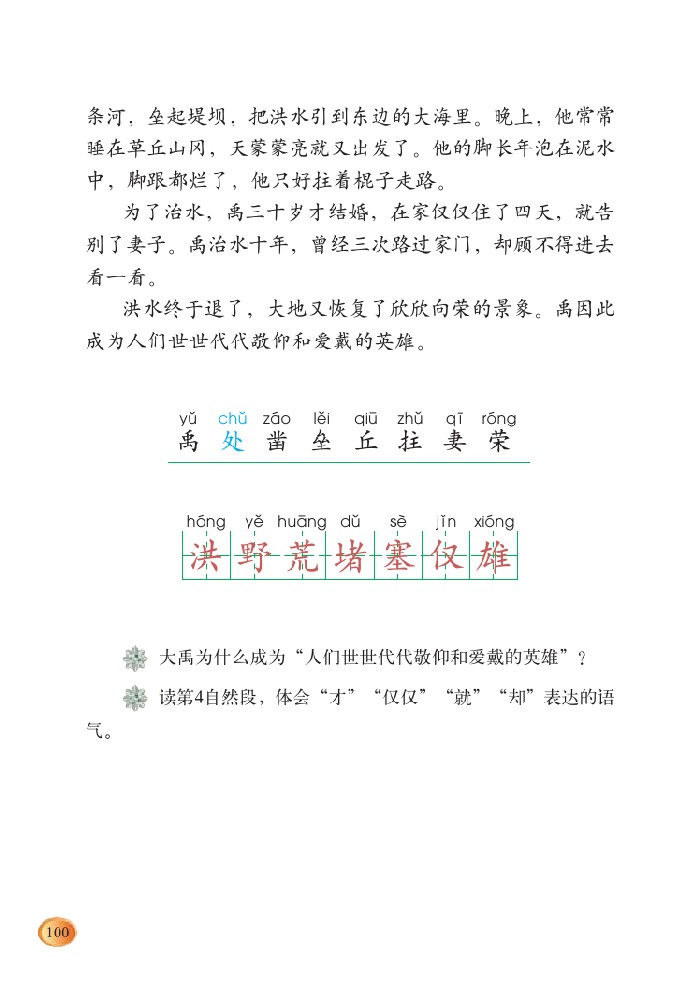 条河，垒起堤坝，把洪水引到东边的大海里。晚上，他常常
睡在草丘山冈，天蒙蒙亮就又出发了。他的脚长年泡在泥水
中，脚跟都烂了，他只好拄着棍子走路。
为了治水，禹三十岁才结婚，在家仅仅住了四天，就告
别了妻子。禹治水十年，曾经三次路过家门，却顾不得进去
看一看。
洪水终于退了，大地又恢复了欣欣向荣的景象。禹因此
成为人们世世代代敬仰和爱戴的英雄。
yǔ chǔ záo lěi qiū zhǔ qī róng
禹 处 凿 垒 丘 拄 妻 荣
hóng yě huāng dǔ sè jǐn xióng
洪 野 荒 堵 塞 仅 雄
大禹为什么成为“人们世世代代敬仰和爱戴的英雄”？
读第4自然段，体会“才”“仅仅”“就”“却”表达的语
气。
100